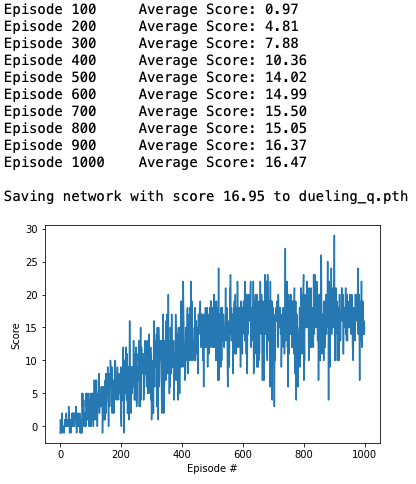 Episode 100 Average Score: 0.97
Episode 200 Average Score: 4.81
Episode 300 Average Score: 7.88
Episode 400 Average Score: 10.36
Episode 500 Average Score: 14.02
Episode 600 Average Score: 14.99
Episode 700 Average Score: 15.50
Episode 800 Average Score: 15.05
Episode 900 Average Score: 16.37
Episode 1000 Average Score: 16.47
Saving network with score 16.95 to dueling_q.pth
30
25
20
15
10
5
0
Score
0 200 400 600 800 1000
Episode #